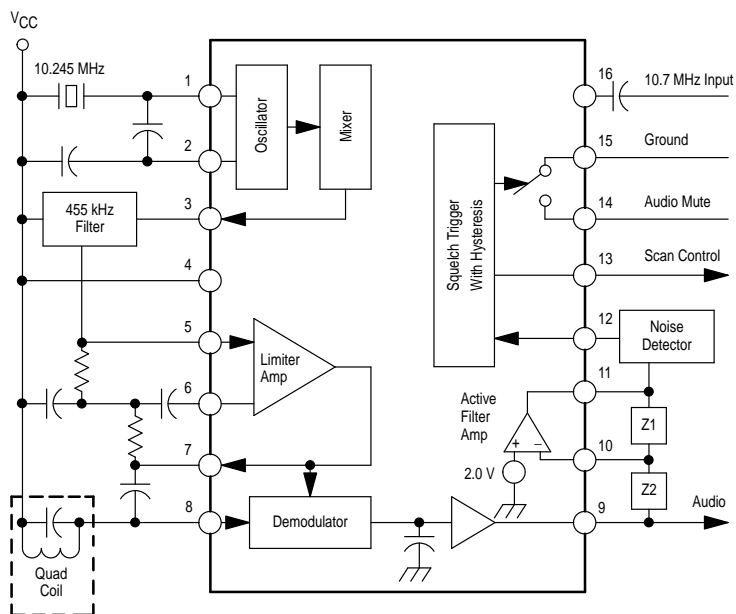 VCC
10.245 MHz
1
2
3
4
5
6
7
8
455 kHz
Filter
Oscillator
Mixer
Squelch Trigger
With Hysteresis
16
10.7 MHz Input
15
Ground
14
Audio Mute
13
Scan Control
12
Noise
Detector
11
Limiter
Amp
Active
Filter
Amp
+
–
10
Z1
Z2
2.0 V
9
Audio
Demodulator
Quad
Coil